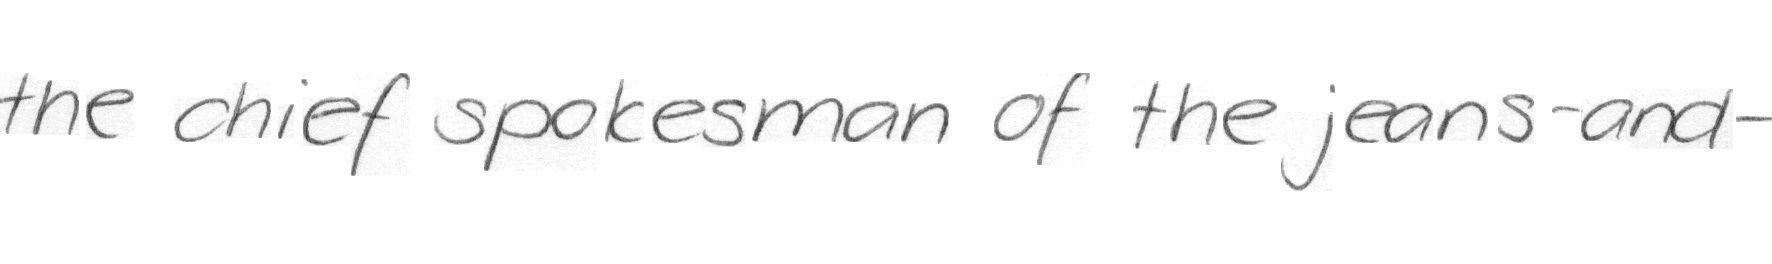 the chief spokesman of the jeans-and-